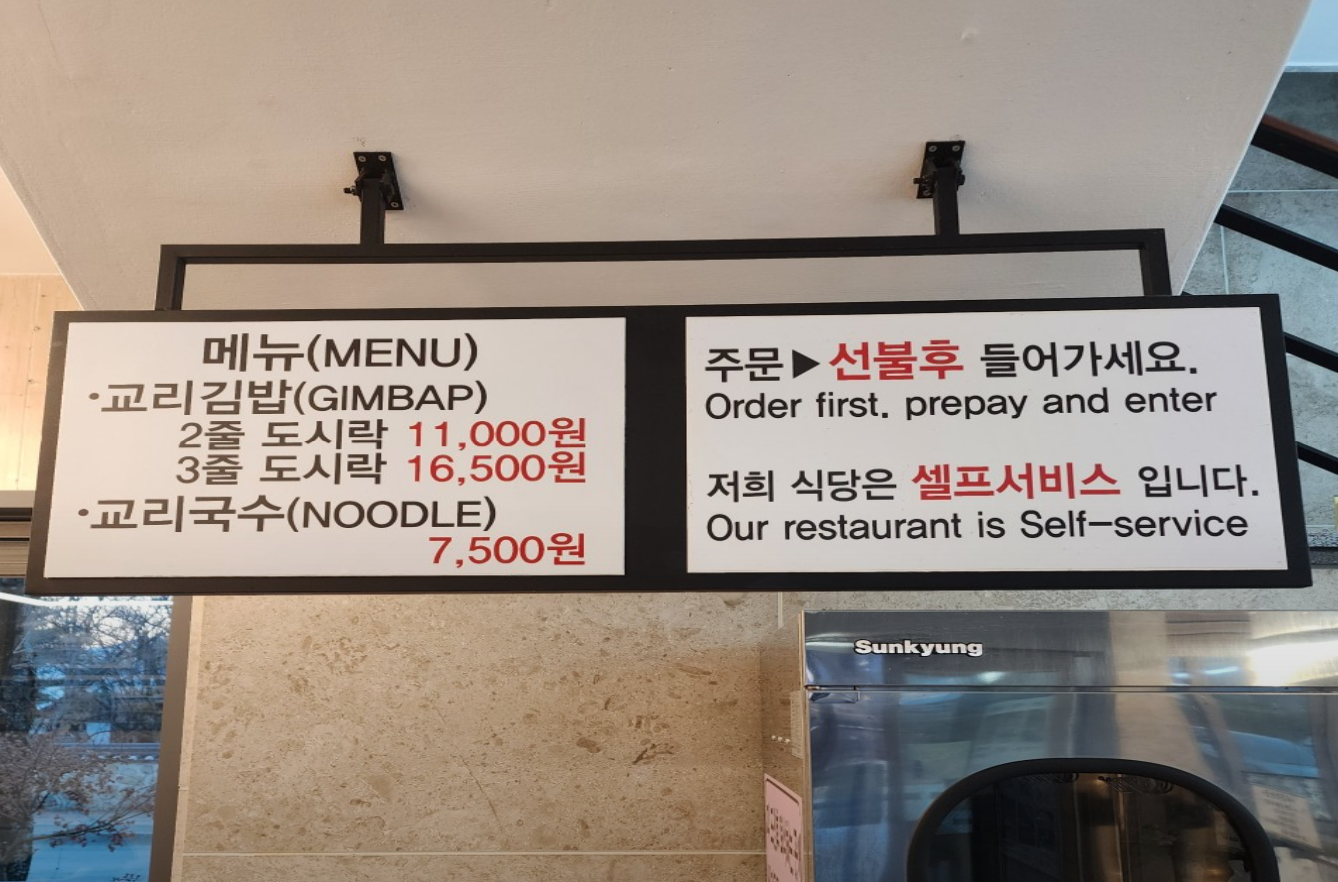 메뉴(MENU)
·교리김밥(GIMBAP)
2줄 도시락 11,000원
3줄 도시락 16,500원
·교리국수(NOODLE)
7,500원
주문▶선불후 들어가세요.
Order first. prepay and enter
저희 식당은 셀프서비스 입니다.
Our restaurant is Self-service
Sunkyung